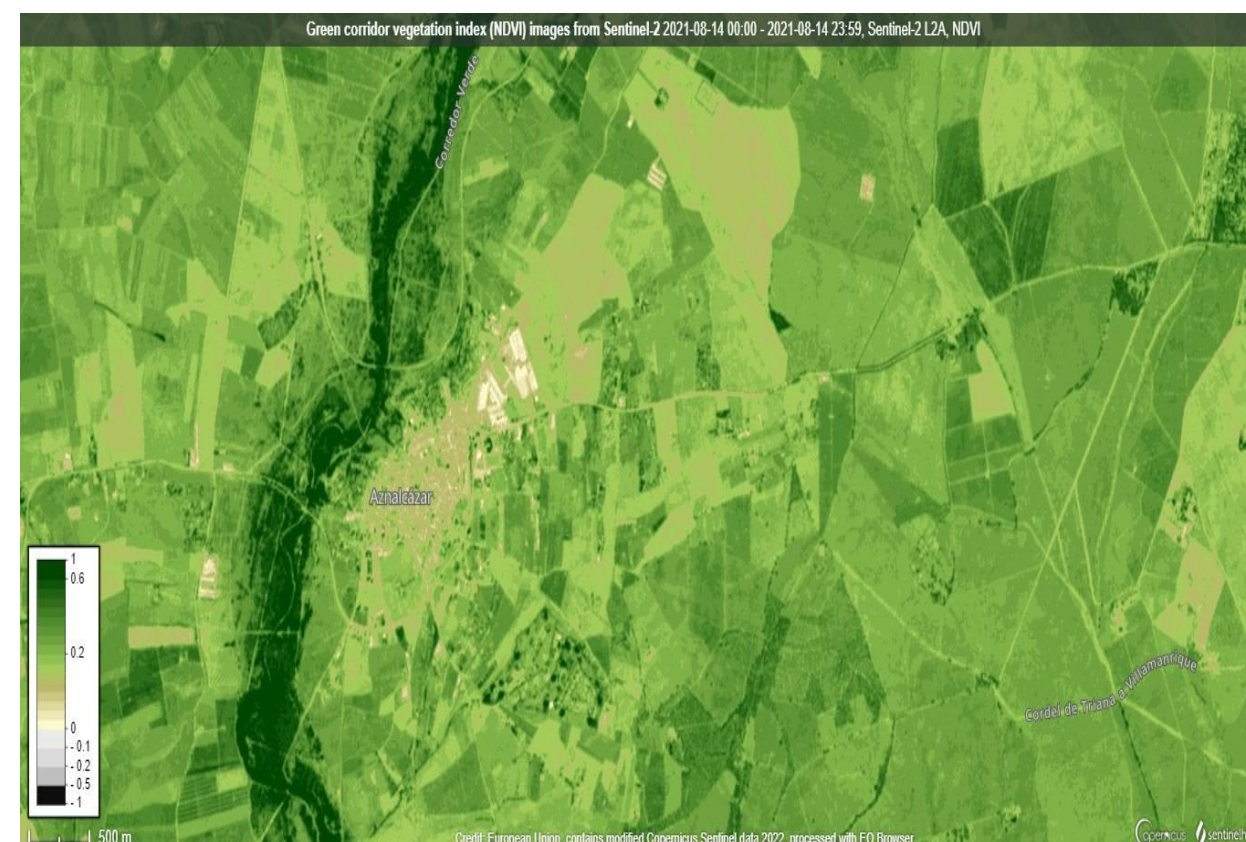 Green corridor vegetation index (NDVI) images from Sentinel-2 2021-08-14 00:00 - 2021-08-14 23:59, Sentinel-2 L2A, NDVI
Corredor Verde
Aznalcázar
Cordel de Triana a Villamanrique
1
0.6
0.2
0
- 0.1
- 0.2
- 0.5
- 1
500 m
Credit: European Union, contains modified Copernicus Sentinel data 2022, processed with EO Browser
opernicus
sentinelh